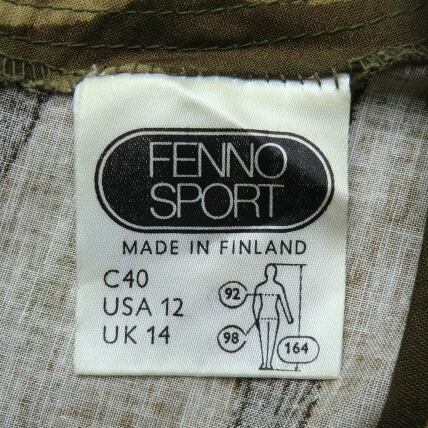 FENNO
SPORT
MADE IN FINLAND
C40
USA 12
UK 14
92
98
164